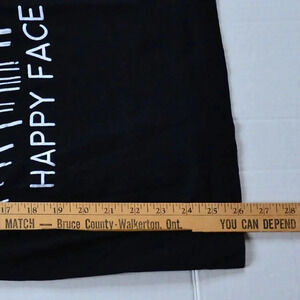 HAPPY FACE
17 18 19 20 21 22 23 24 25 26 27 28
MATCH — Bruce County-Walkerton, Ont. YOU CAN DEPEND